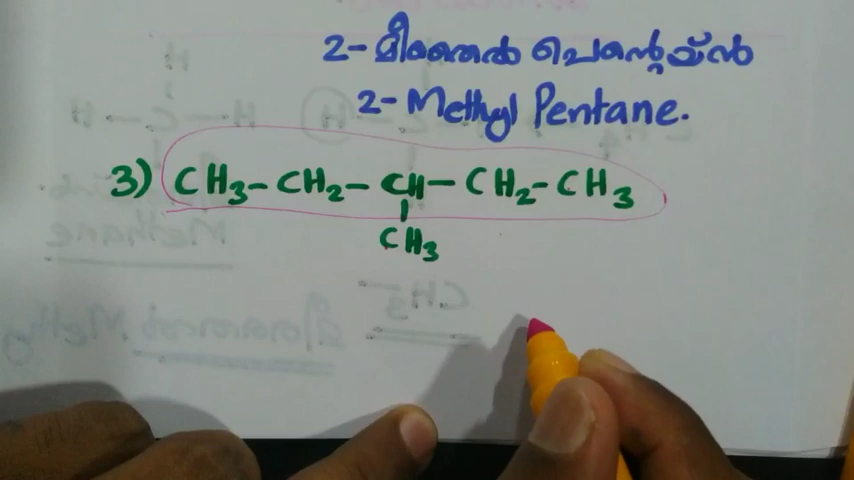 2- മീഥൈൽ പെന്റെയ്ൻ
2- Methyl Pentane.
3) CH₃- CH₂- CH- CH₂- CH₃
CH₃